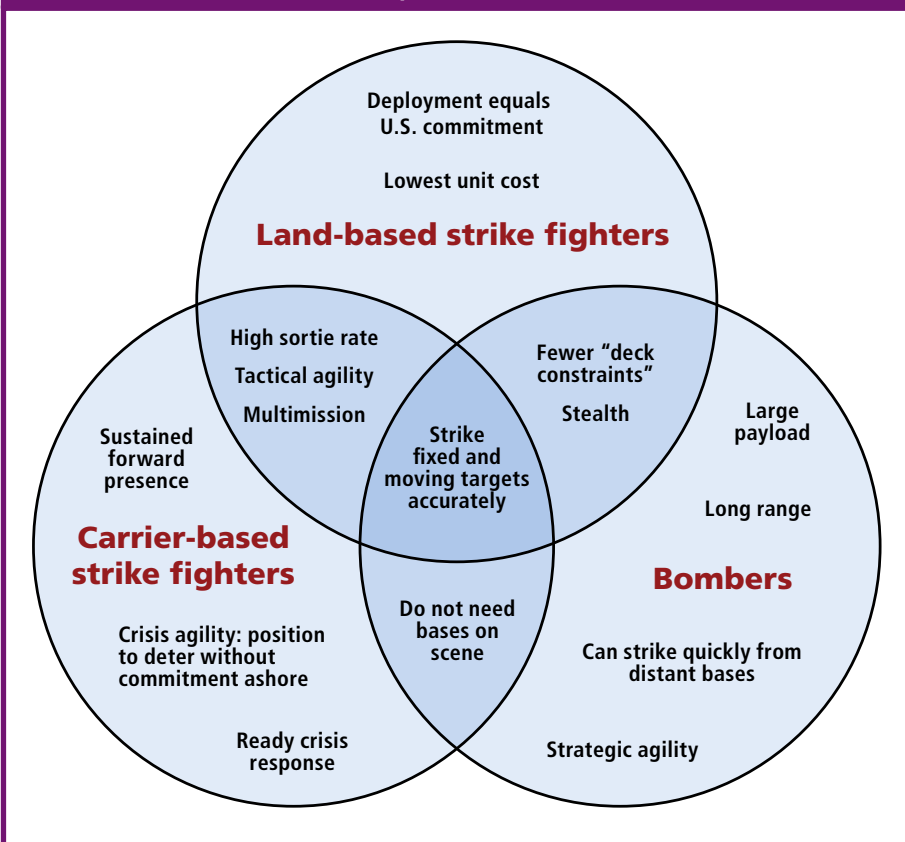 Deployment equals
U.S. commitment
Lowest unit cost
Land-based strike fighters
High sortie rate
Tactical agility
Multimission
Fewer “deck
constraints”
Stealth
Strike
fixed and
moving targets
accurately
Sustained
forward
presence
Large
payload
Long range
Carrier-based
strike fighters
Bombers
Do not need
bases on
scene
Crisis agility: position
to deter without
commitment ashore
Can strike quickly from
distant bases
Ready crisis
response
Strategic agility